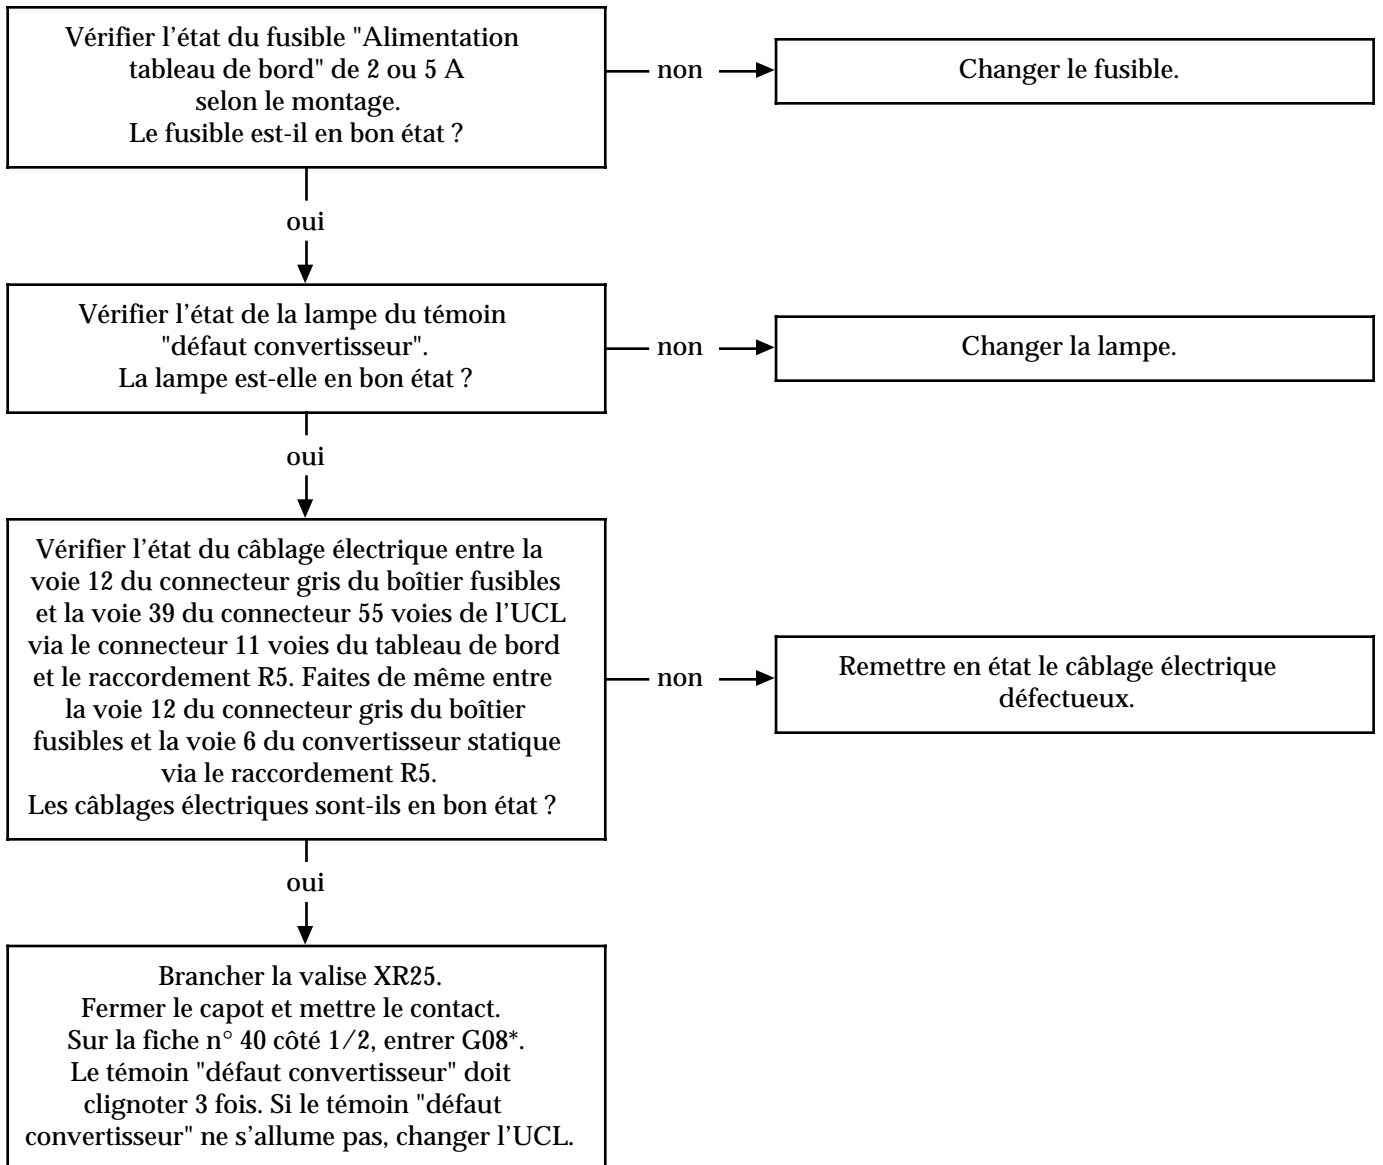 Vérifier l'état du fusible "Alimentation
tableau de bord" de 2 ou 5 A
selon le montage.
Le fusible est-il en bon état ?
non
Changer le fusible.
oui
Vérifier l'état de la lampe du témoin
"défaut convertisseur".
La lampe est-elle en bon état ?
non
Changer la lampe.
oui
Vérifier l'état du câblage électrique entre la
voie 12 du connecteur gris du boîtier fusibles
et la voie 39 du connecteur 55 voies de l'UCL
via le connecteur 11 voies du tableau de bord
et le raccordement R5. Faites de même entre
la voie 12 du connecteur gris du boîtier
fusibles et la voie 6 du convertisseur statique
via le raccordement R5.
Les câblages électriques sont-ils en bon état ?
non
Remettre en état le câblage électrique
défectueux.
oui
Brancher la valise XR25.
Fermer le capot et mettre le contact.
Sur la fiche n° 40 côté 1/2, entrer G08*.
Le témoin "défaut convertisseur" doit
clignoter 3 fois. Si le témoin "défaut
convertisseur" ne s'allume pas, changer l'UCL.